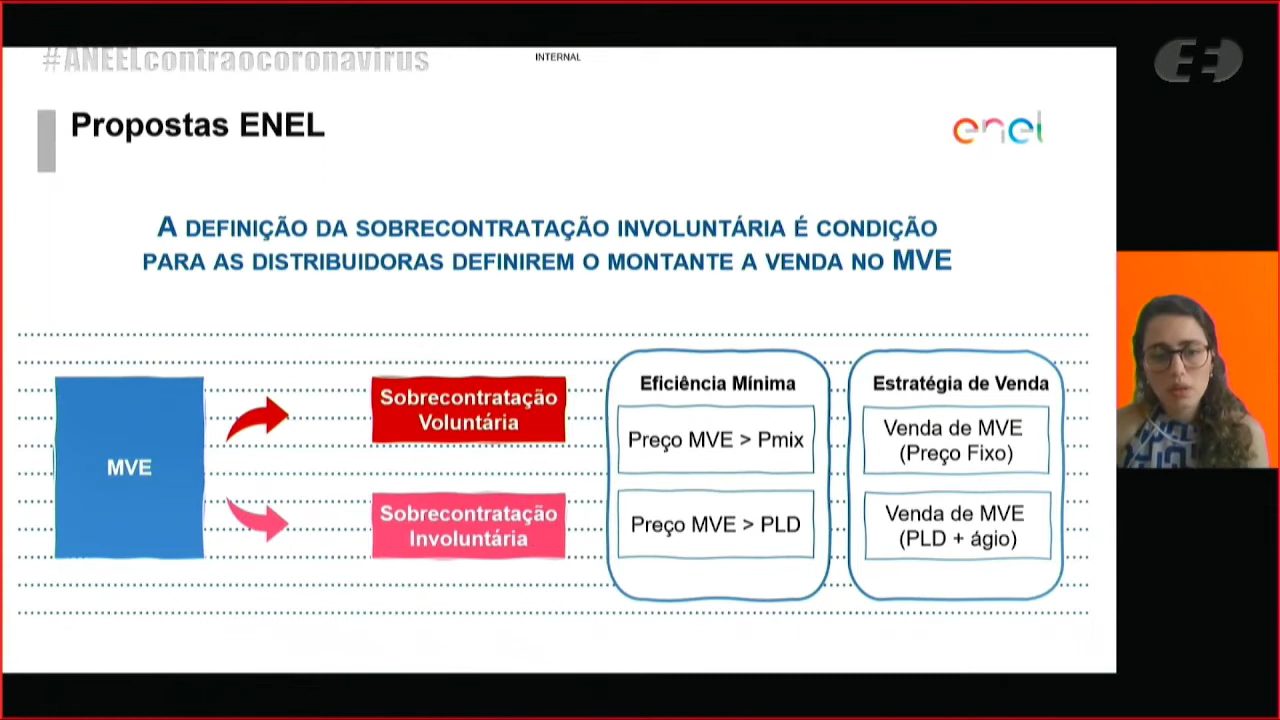 #ANEELcontraocoronavirus
INTERNAL
Propostas ENEL
enel
A DEFINIÇÃO DA SOBRECONTRATAÇÃO INVOLUNTÁRIA É CONDIÇÃO
PARA AS DISTRIBUIDORAS DEFINIREM O MONTANTE A VENDA NO MVE
MVE
Sobrecontratação
Voluntária
Sobrecontratação
Involuntária
Eficiência Mínima
Preço MVE > Pmix
Preço MVE > PLD
Estratégia de Venda
Venda de MVE
(Preço Fixo)
Venda de MVE
(PLD + ágio)